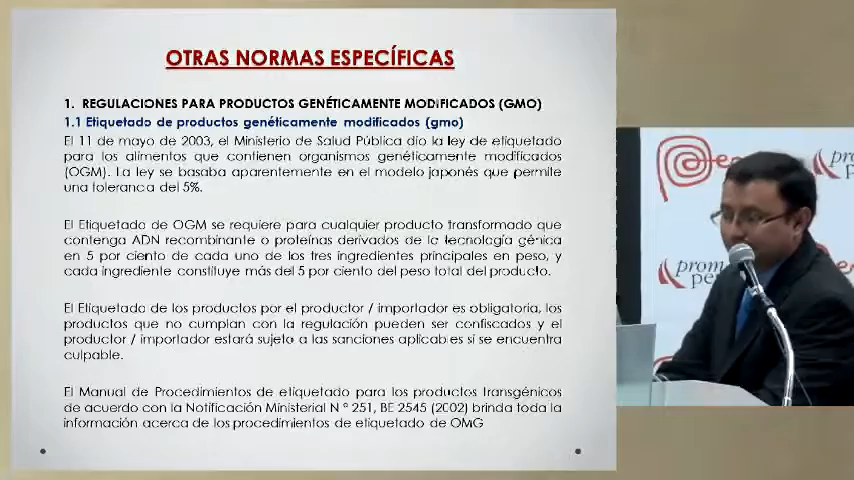 OTRAS NORMAS ESPECÍFICAS
1. REGULACIONES PARA PRODUCTOS GENÉTICAMENTE MODIFICADOS (GMO)
1.1 Etiquetado de productos genéticamente modificados (gmo)
El 11 de mayo de 2003, el Ministerio de Salud Pública dio la ley de etiquetado
para los alimentos que contienen organismos genéticamente modificados
(OGM). La ley se basaba aparentemente en el modelo japonés que permite
una tolerancia del 5%.
El Etiquetado de OGM se requiere para cualquier producto transformado que
contenga ADN recombinante o proteínas derivados de la tecnología génica
en 5 por ciento de cada uno de los tres ingredientes principales en peso, y
cada ingrediente constituye más del 5 por ciento del peso total del producto.
El Etiquetado de los productos por el productor / importador es obligatoria, los
productos que no cumplan con la regulación pueden ser confiscados y el
productor / importador estará sujeto a las sanciones aplicables si se encuentra
culpable.
El Manual de Procedimientos de etiquetado para los productos transgénicos
de acuerdo con la Notificación Ministerial N ° 251, BE 2545 (2002) brinda toda la
información acerca de los procedimientos de etiquetado de OMG
prom
pe